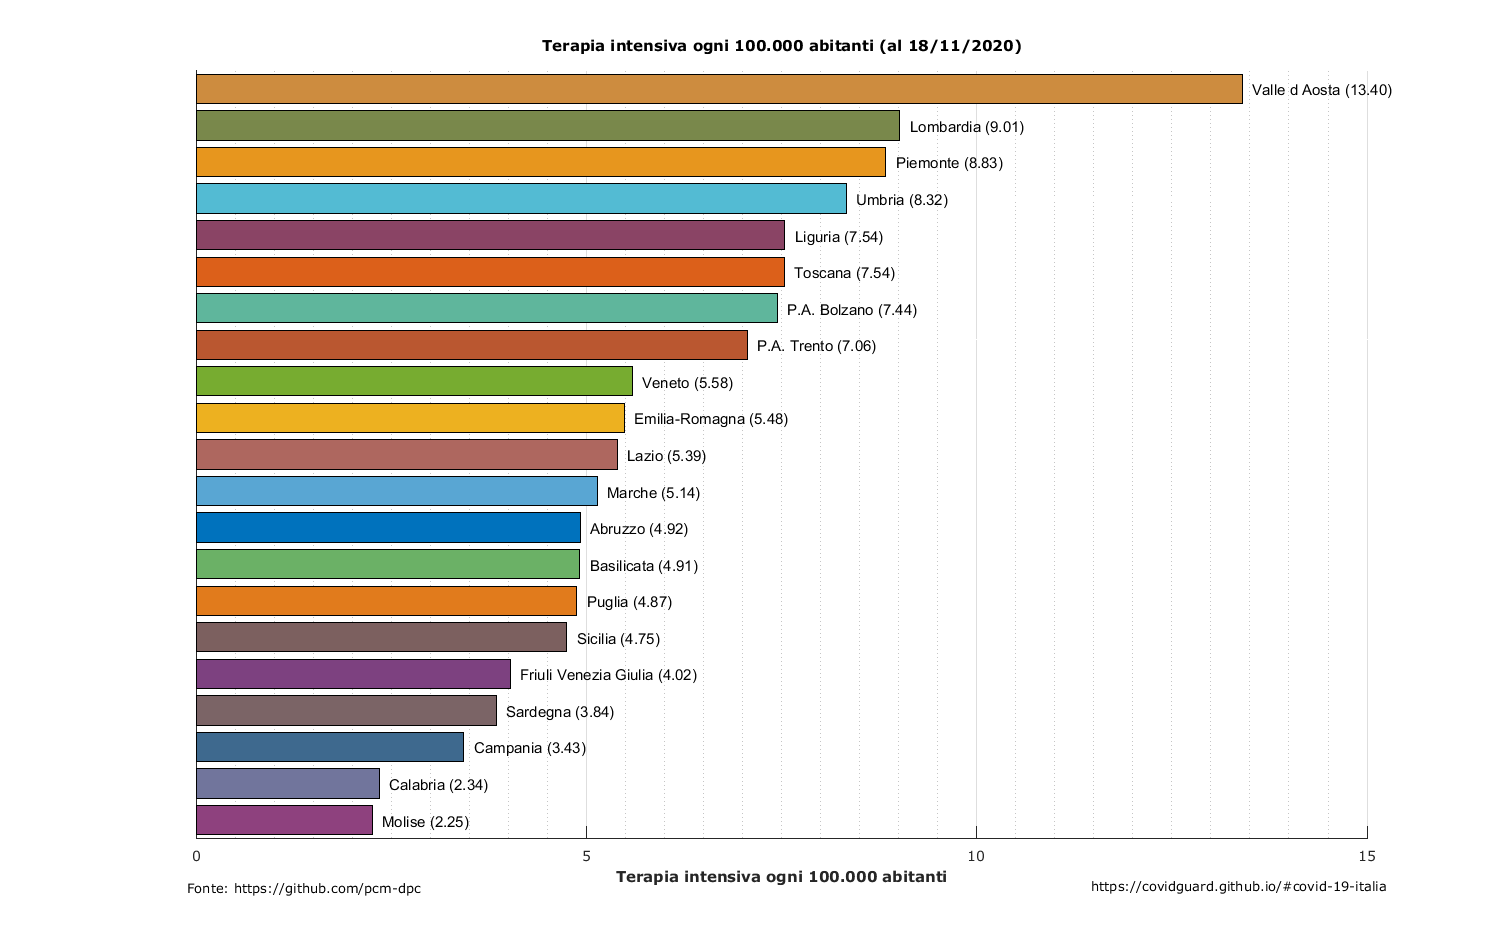 Terapia intensiva ogni 100.000 abitanti (al 18/11/2020)
Valle d Aosta (13.40)
Lombardia (9.01)
Piemonte (8.83)
Umbria (8.32)
Liguria (7.54)
Toscana (7.54)
P.A. Bolzano (7.44)
P.A. Trento (7.06)
Veneto (5.58)
Emilia-Romagna (5.48)
Lazio (5.39)
Marche (5.14)
Abruzzo (4.92)
Basilicata (4.91)
Puglia (4.87)
Sicilia (4.75)
Friuli Venezia Giulia (4.02)
Sardegna (3.84)
Campania (3.43)
Calabria (2.34)
Molise (2.25)
0 5 10 15
Terapia intensiva ogni 100.000 abitanti
Fonte: https://github.com/pcm-dpc
https://covidguard.github.io/#covid-19-italia